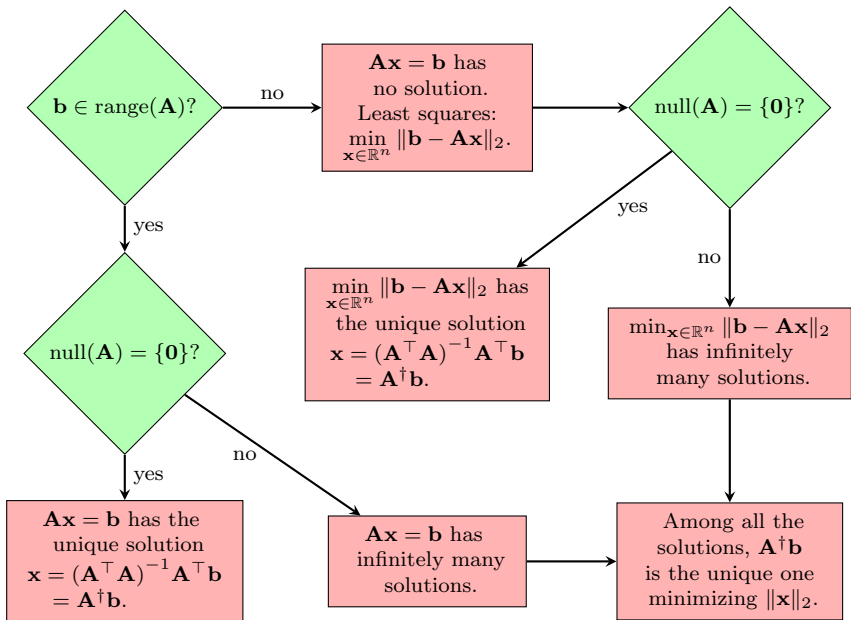 b ∈ range(A)?
no
Ax = b has
no solution.
Least squares:
min ‖b − Ax‖₂.
x∈ℝⁿ
null(A) = {0}?
yes
yes
no
min ‖b − Ax‖₂ has
x∈ℝⁿ
the unique solution
x = (A⊤A)⁻¹A⊤b
= A†b.
minx∈ℝⁿ ‖b − Ax‖₂
has infinitely
many solutions.
null(A) = {0}?
yes
no
Ax = b has the
unique solution
x = (A⊤A)⁻¹A⊤b
= A†b.
Ax = b has
infinitely many
solutions.
Among all the
solutions, A†b
is the unique one
minimizing ‖x‖₂.